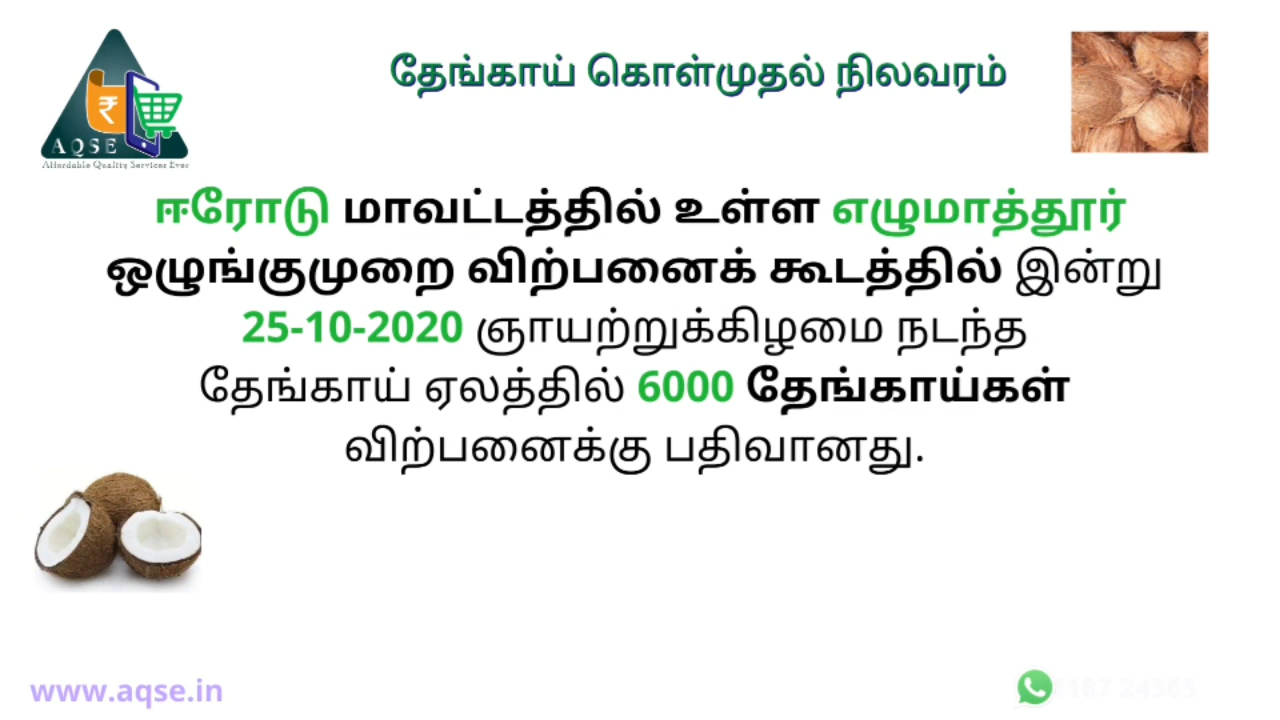 தேங்காய் கொள்முதல் நிலவரம்
₹
AQSE
Affordable Quality Services Ever
ஈரோடு மாவட்டத்தில் உள்ள எழுமாத்தூர்
ஒழுங்குமுறை விற்பனைக் கூடத்தில் இன்று
25-10-2020 ஞாயற்றுக்கிழமை நடந்த
தேங்காய் ஏலத்தில் 6000 தேங்காய்கள்
விற்பனைக்கு பதிவானது.
www.aqse.in